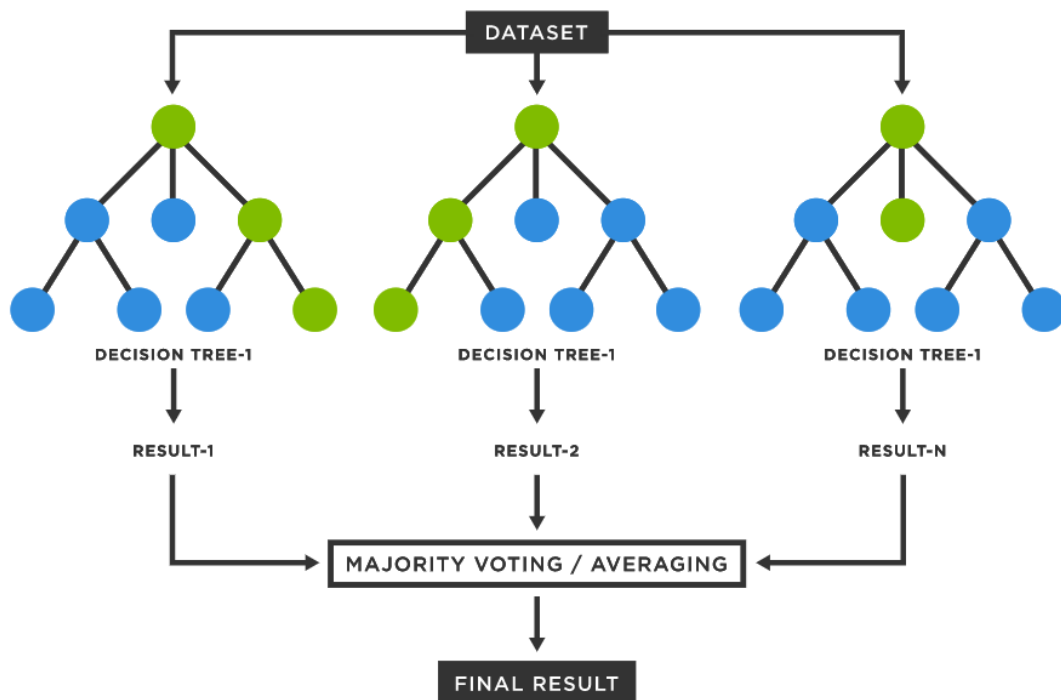 DATASET
DECISION TREE-1
DECISION TREE-1
DECISION TREE-1
RESULT-1
RESULT-2
RESULT-N
MAJORITY VOTING / AVERAGING
FINAL RESULT